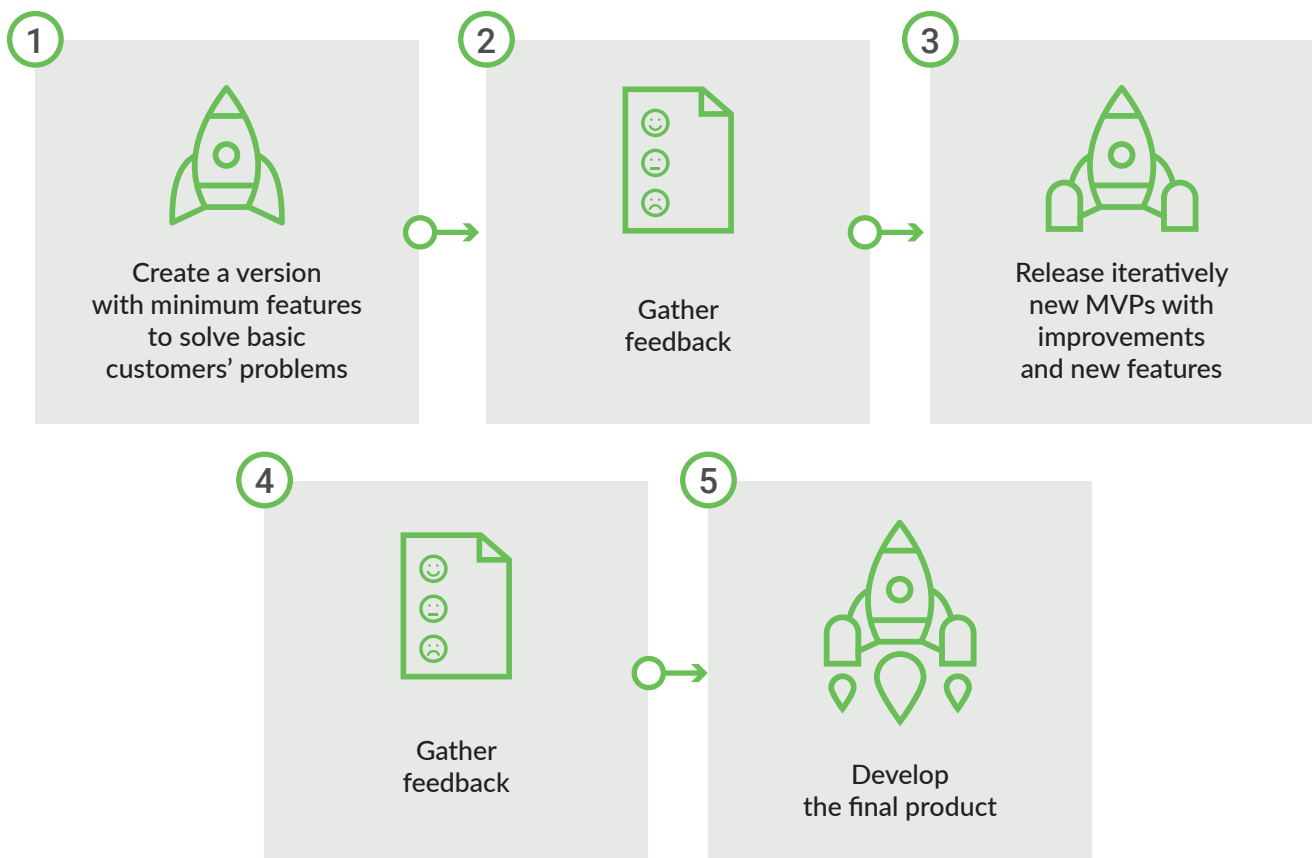 1
Create a version
with minimum features
to solve basic
customers’ problems
2
Gather
feedback
3
Release iteratively
new MVPs with
improvements
and new features
4
Gather
feedback
5
Develop
the final product